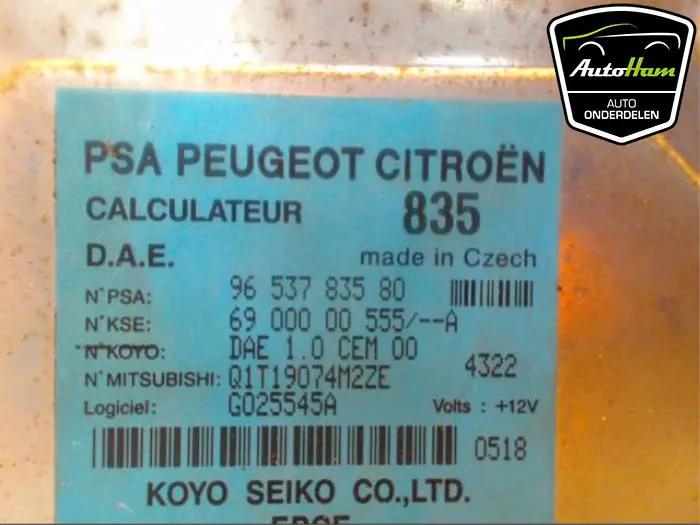 AutoHam
AUTO
ONDERDELEN
PSA PEUGEOT CITROËN
CALCULATEUR 835
D.A.E. made in Czech
N°PSA: 96 537 835 80
N°KSE: 69 000 00 555/--A
N°KOYO: DAE 1.0 CEM 00
N°MITSUBISHI: Q1T19074M2ZE 4322
Logiciel: G025545A Volts : +12V
0518
KOYO SEIKO CO.,LTD.